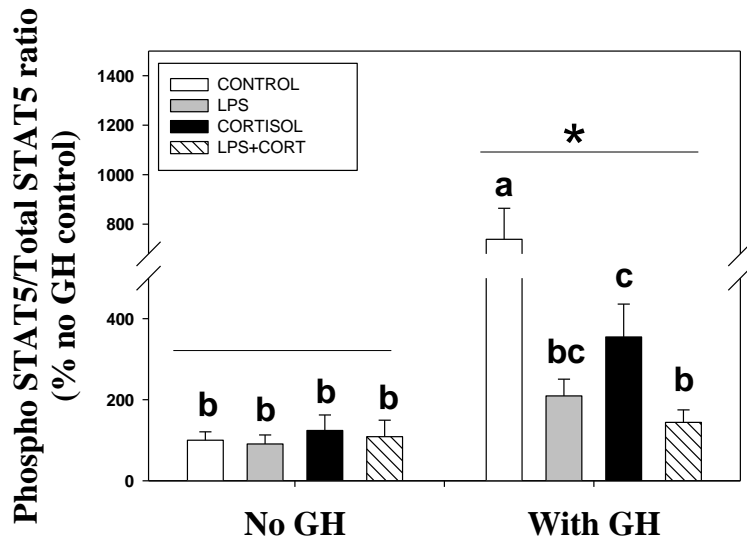 Phospho STAT5/Total STAT5 ratio
(% no GH control)
1400
1200
1000
800
400
200
0
CONTROL
LPS
CORTISOL
LPS+CORT
*
a
c
bc
b
b
b
b
b
No GH
With GH